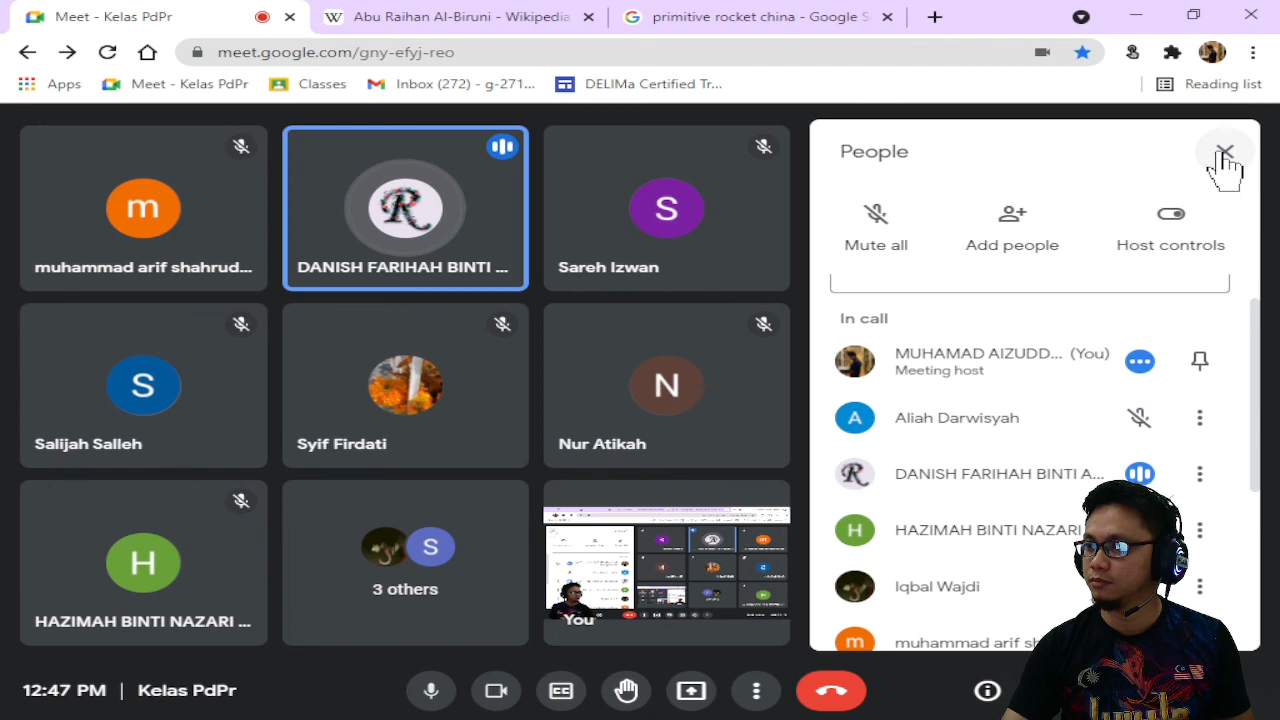 Meet - Kelas PdPr
Abu Raihan Al-Biruni - Wikipedia
primitive rocket china - Google S
meet.google.com/gny-efyj-reo
Apps
Meet - Kelas PdPr
Classes
Inbox (272) - g-271...
DELIMa Certified Tr...
Reading list
m
muhammad arif shahrud...
R
DANISH FARIHAH BINTI ...
S
Sareh Izwan
S
Salijah Salleh
Syif Firdati
N
Nur Atikah
H
HAZIMAH BINTI NAZARI ...
S
3 others
You
People
Mute all
Add people
Host controls
In call
MUHAMAD AIZUDD... (You)
Meeting host
A
Aliah Darwisyah
R
DANISH FARIHAH BINTI A...
H
HAZIMAH BINTI NAZARI
Iqbal Wajdi
m
muhammad arif sh
12:47 PM | Kelas PdPr
CC